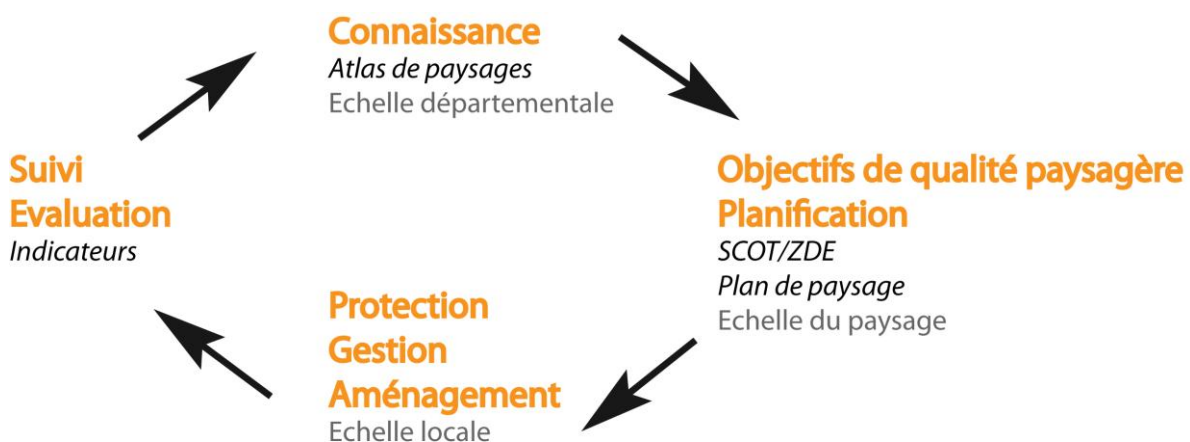 Connaissance
Atlas de paysages
Echelle départementale
Objectifs de qualité paysagère
Planification
SCOT/ZDE
Plan de paysage
Echelle du paysage
Protection
Gestion
Aménagement
Echelle locale
Suivi
Evaluation
Indicateurs